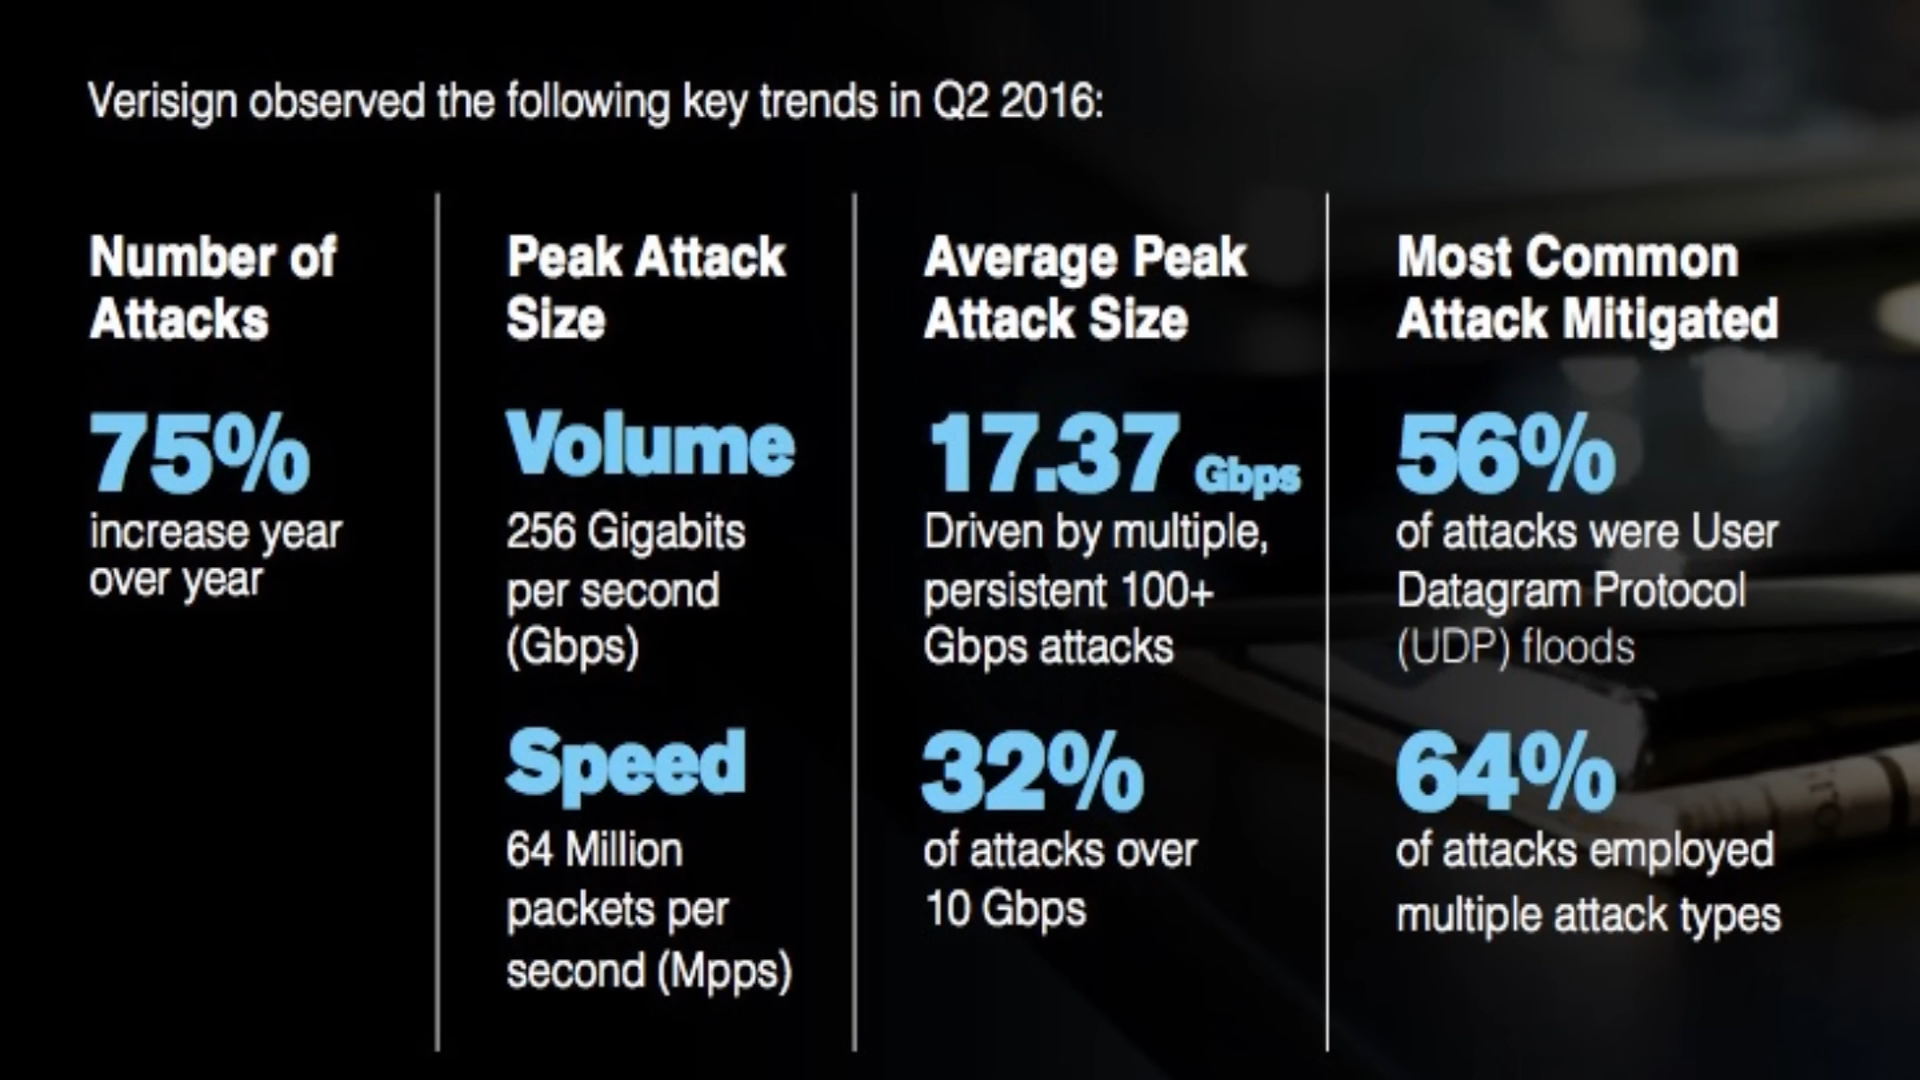 Verisign observed the following key trends in Q2 2016:
Number of
Attacks
75%
increase year
over year
Peak Attack
Size
Volume
256 Gigabits
per second
(Gbps)
Speed
64 Million
packets per
second (Mpps)
Average Peak
Attack Size
17.37 Gbps
Driven by multiple,
persistent 100+
Gbps attacks
32%
of attacks over
10 Gbps
Most Common
Attack Mitigated
56%
of attacks were User
Datagram Protocol
(UDP) floods
64%
of attacks employed
multiple attack types